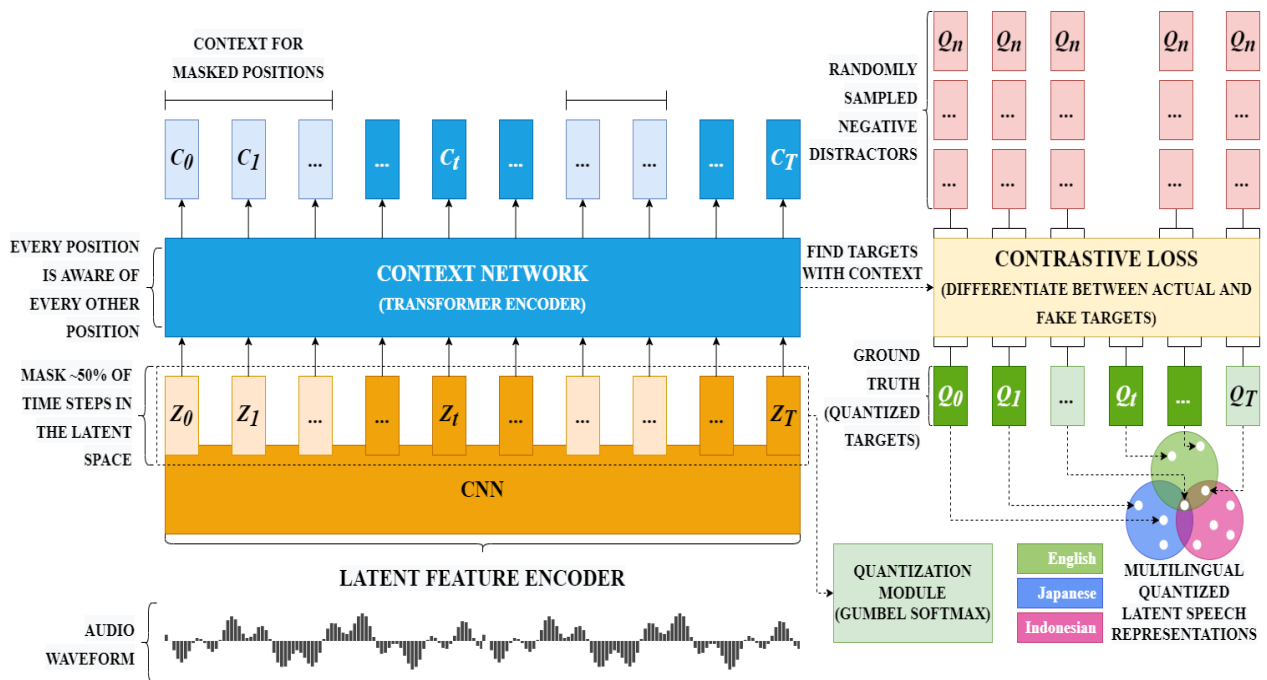 CONTEXT FOR
MASKED POSITIONS
C0
C1
...
...
Ct
...
...
...
...
CT
EVERY POSITION
IS AWARE OF
EVERY OTHER
POSITION
CONTEXT NETWORK
(TRANSFORMER ENCODER)
MASK ~50% OF
TIME STEPS IN
THE LATENT
SPACE
Z0
Z1
...
...
Zt
...
...
...
...
ZT
CNN
LATENT FEATURE ENCODER
AUDIO
WAVEFORM
RANDOMLY
SAMPLED
NEGATIVE
DISTRACTORS
Qn
Qn
Qn
Qn
Qn
...
...
...
...
...
...
...
...
...
...
FIND TARGETS
WITH CONTEXT
CONTRASTIVE LOSS
(DIFFERENTIATE BETWEEN ACTUAL AND
FAKE TARGETS)
GROUND
TRUTH
(QUANTIZED
TARGETS)
Q0
Q1
...
Qt
...
QT
QUANTIZATION
MODULE
(GUMBEL SOFTMAX)
English
Japanese
Indonesian
MULTILINGUAL
QUANTIZED
LATENT SPEECH
REPRESENTATIONS